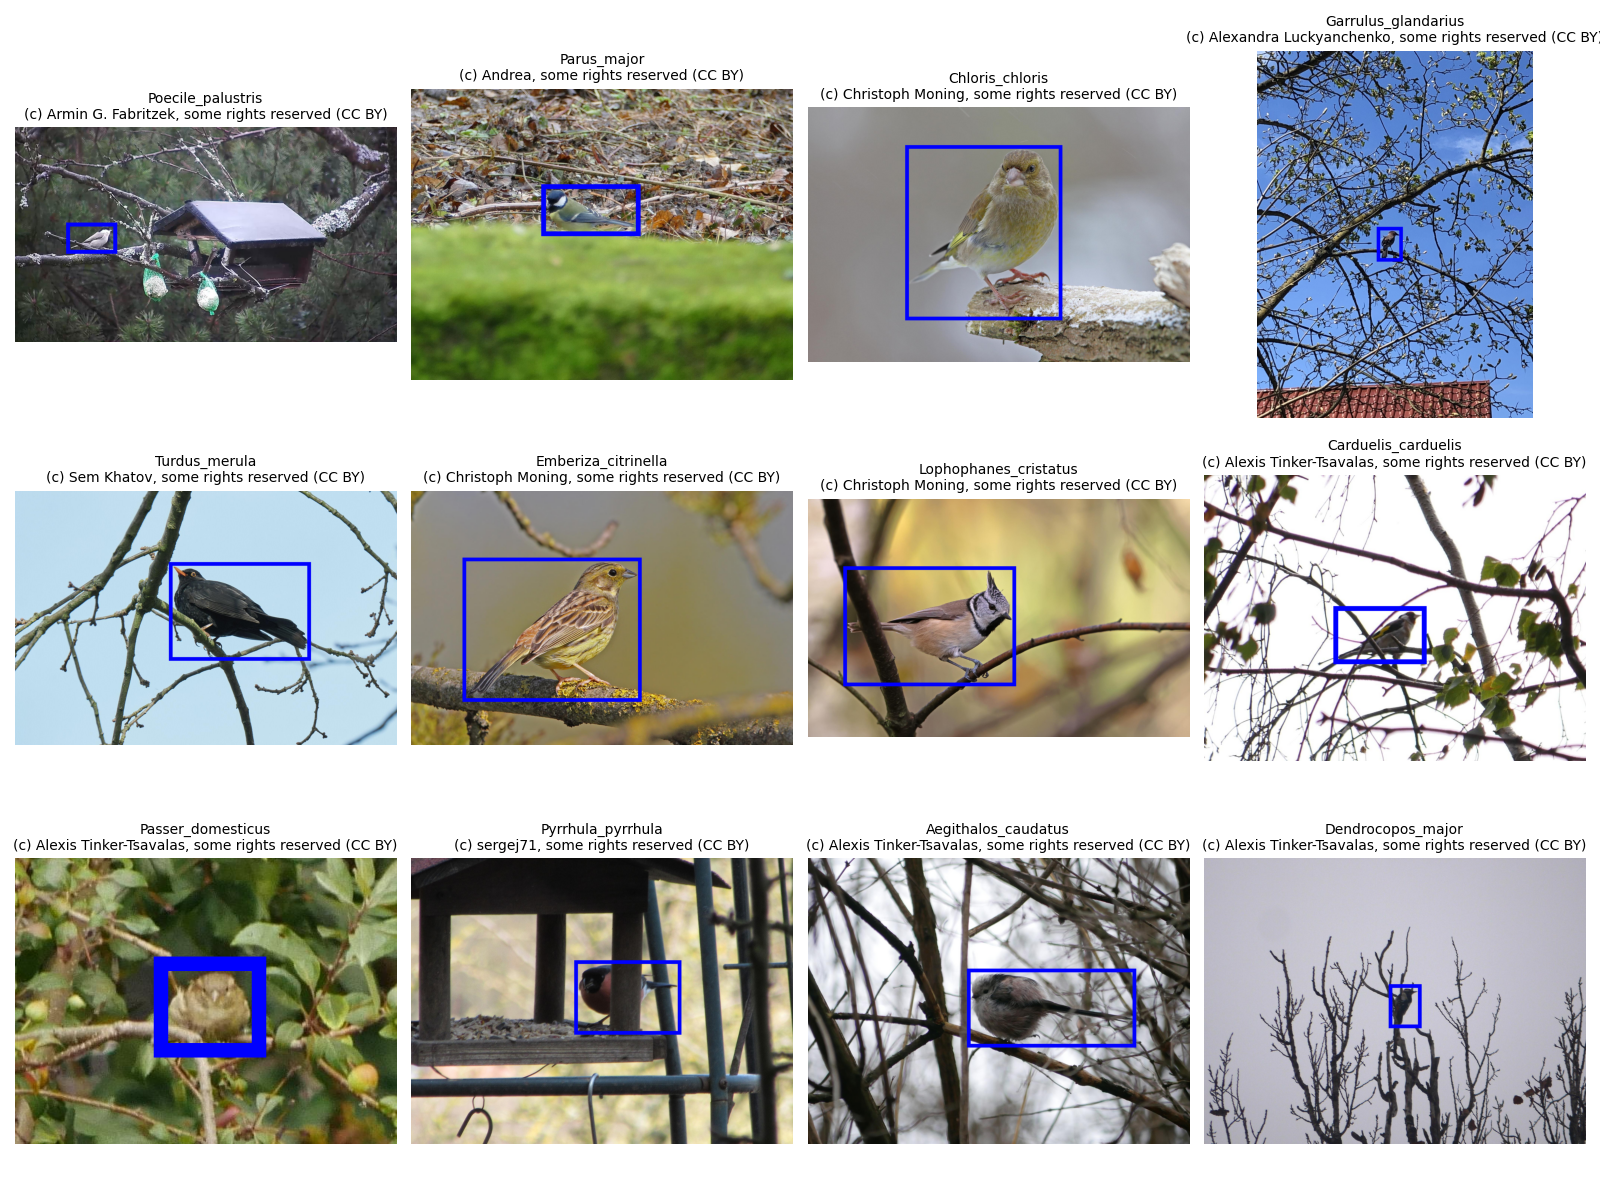 Poecile_palustris
(c) Armin G. Fabritzek, some rights reserved (CC BY)
Parus_major
(c) Andrea, some rights reserved (CC BY)
Chloris_chloris
(c) Christoph Moning, some rights reserved (CC BY)
Garrulus_glandarius
(c) Alexandra Luckyanchenko, some rights reserved (CC BY)
Turdus_merula
(c) Sem Khatov, some rights reserved (CC BY)
Emberiza_citrinella
(c) Christoph Moning, some rights reserved (CC BY)
Lophophanes_cristatus
(c) Christoph Moning, some rights reserved (CC BY)
Carduelis_carduelis
(c) Alexis Tinker-Tsavalas, some rights reserved (CC BY)
Passer_domesticus
(c) Alexis Tinker-Tsavalas, some rights reserved (CC BY)
Pyrrhula_pyrrhula
(c) sergej71, some rights reserved (CC BY)
Aegithalos_caudatus
(c) Alexis Tinker-Tsavalas, some rights reserved (CC BY)
Dendrocopos_major
(c) Alexis Tinker-Tsavalas, some rights reserved (CC BY)